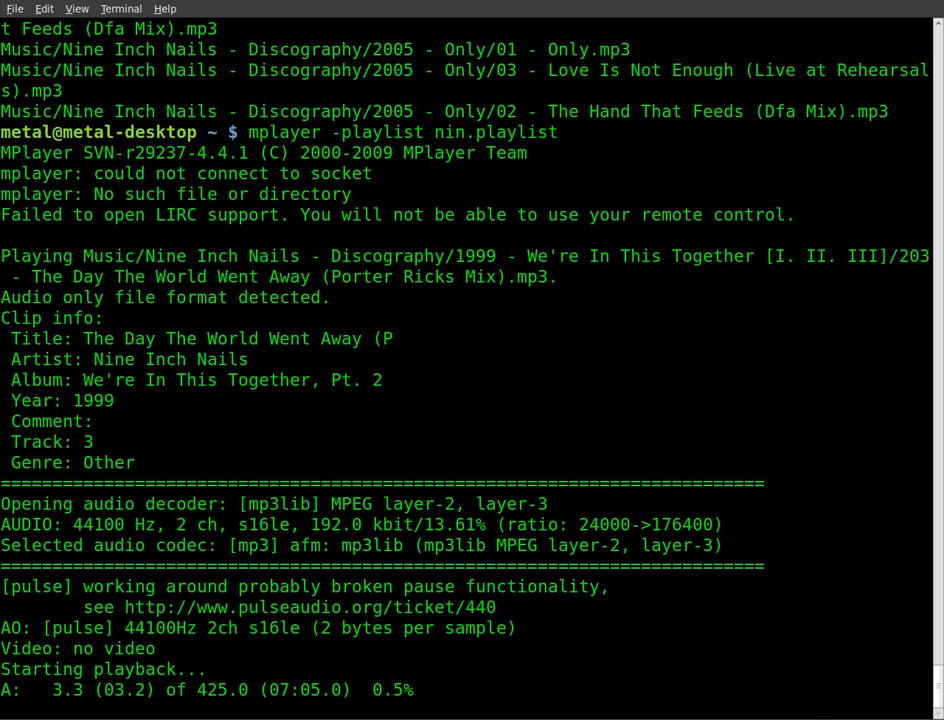 File Edit View Terminal Help
t Feeds (Dfa Mix).mp3
Music/Nine Inch Nails - Discography/2005 - Only/01 - Only.mp3
Music/Nine Inch Nails - Discography/2005 - Only/03 - Love Is Not Enough (Live at Rehearsal
s).mp3
Music/Nine Inch Nails - Discography/2005 - Only/02 - The Hand That Feeds (Dfa Mix).mp3
metal@metal-desktop ~ $ mplayer -playlist nin.playlist
MPlayer SVN-r29237-4.4.1 (C) 2000-2009 MPlayer Team
mplayer: could not connect to socket
mplayer: No such file or directory
Failed to open LIRC support. You will not be able to use your remote control.

Playing Music/Nine Inch Nails - Discography/1999 - We're In This Together [I. II. III]/203
 - The Day The World Went Away (Porter Ricks Mix).mp3.
Audio only file format detected.
Clip info:
 Title: The Day The World Went Away (P
 Artist: Nine Inch Nails
 Album: We're In This Together, Pt. 2
 Year: 1999
 Comment:
 Track: 3
 Genre: Other
==========================================================================
Opening audio decoder: [mp3lib] MPEG layer-2, layer-3
AUDIO: 44100 Hz, 2 ch, s16le, 192.0 kbit/13.61% (ratio: 24000->176400)
Selected audio codec: [mp3] afm: mp3lib (mp3lib MPEG layer-2, layer-3)
==========================================================================
[pulse] working around probably broken pause functionality,
        see http://www.pulseaudio.org/ticket/440
AO: [pulse] 44100Hz 2ch s16le (2 bytes per sample)
Video: no video
Starting playback...
A:   3.3 (03.2) of 425.0 (07:05.0)  0.5%